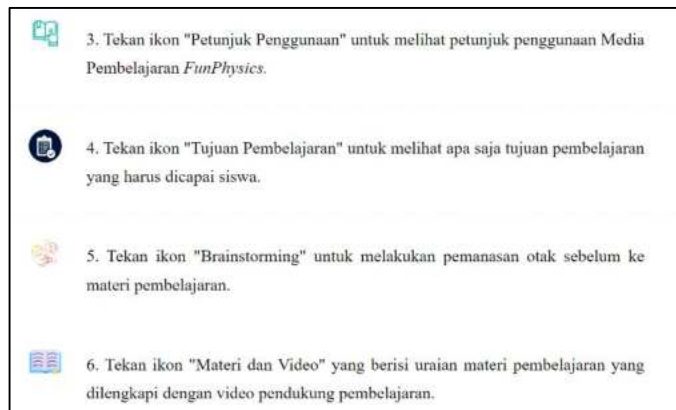 3. Tekan ikon "Petunjuk Penggunaan" untuk melihat petunjuk penggunaan Media
Pembelajaran FunPhysics.
4. Tekan ikon "Tujuan Pembelajaran" untuk melihat apa saja tujuan pembelajaran
yang harus dicapai siswa.
5. Tekan ikon "Brainstorming" untuk melakukan pemanasan otak sebelum ke
materi pembelajaran.
6. Tekan ikon "Materi dan Video" yang berisi uraian materi pembelajaran yang
dilengkapi dengan video pendukung pembelajaran.